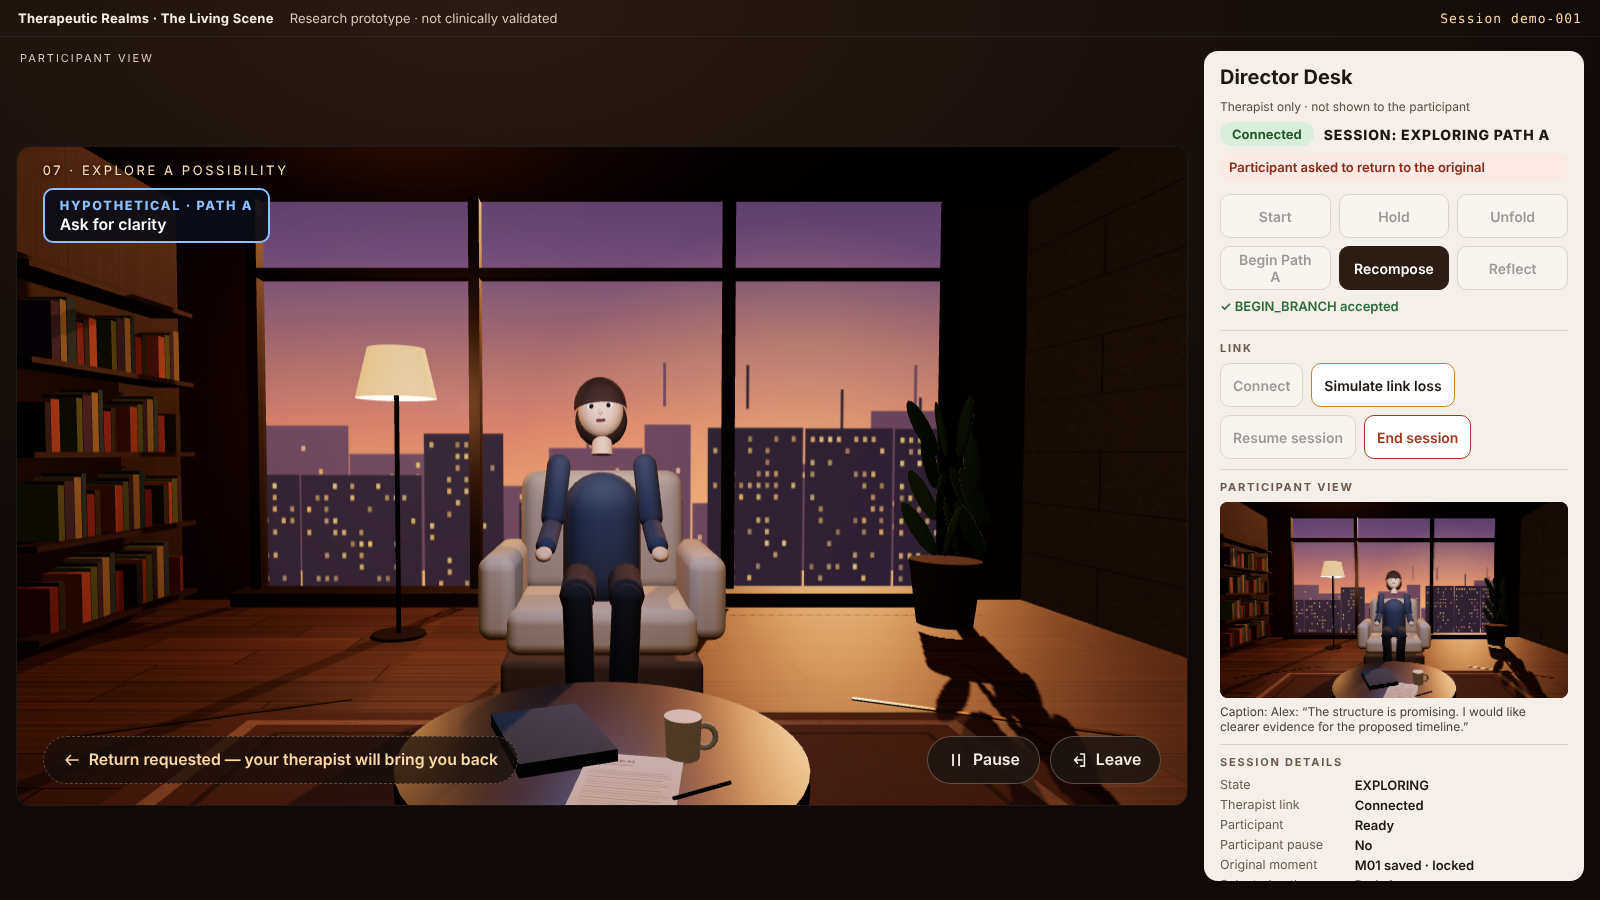 Therapeutic Realms · The Living Scene
Research prototype · not clinically validated
Session demo-001
PARTICIPANT VIEW
07 · EXPLORE A POSSIBILITY
HYPOTHETICAL · PATH A
Ask for clarity
← Return requested — your therapist will bring you back
Pause
Leave
Director Desk
Therapist only · not shown to the participant
Connected
SESSION: EXPLORING PATH A
Participant asked to return to the original
Start
Hold
Unfold
Begin Path
A
Recompose
Reflect
✓ BEGIN_BRANCH accepted
LINK
Connect
Simulate link loss
Resume session
End session
PARTICIPANT VIEW
Caption: Alex: “The structure is promising. I would like
clearer evidence for the proposed timeline.”
SESSION DETAILS
State EXPLORING
Therapist link Connected
Participant Ready
Participant pause No
Original moment M01 saved · locked